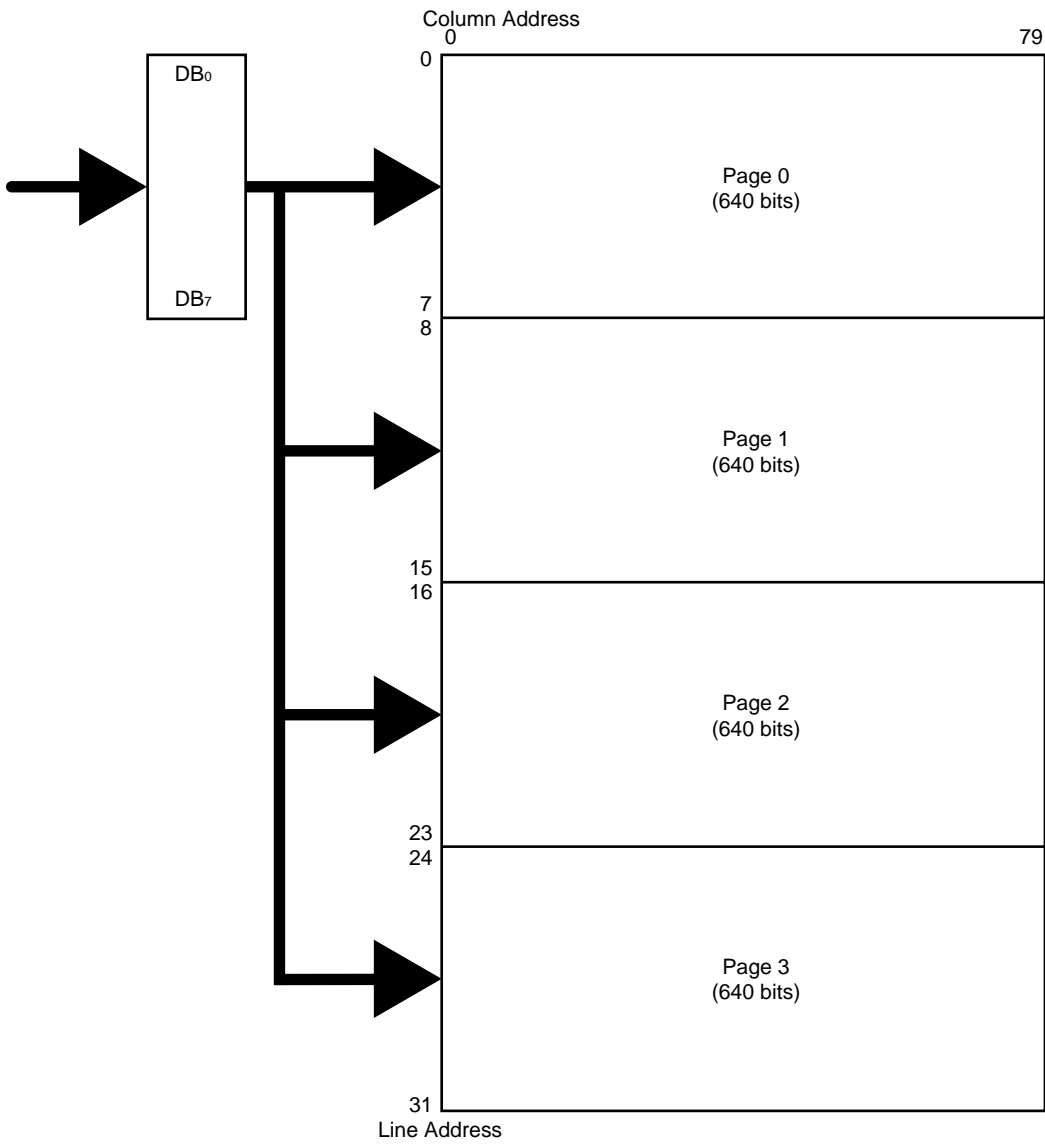 Column Address
0 79
0
DB0
Page 0
(640 bits)
DB7
7
8
Page 1
(640 bits)
15
16
Page 2
(640 bits)
23
24
Page 3
(640 bits)
31
Line Address